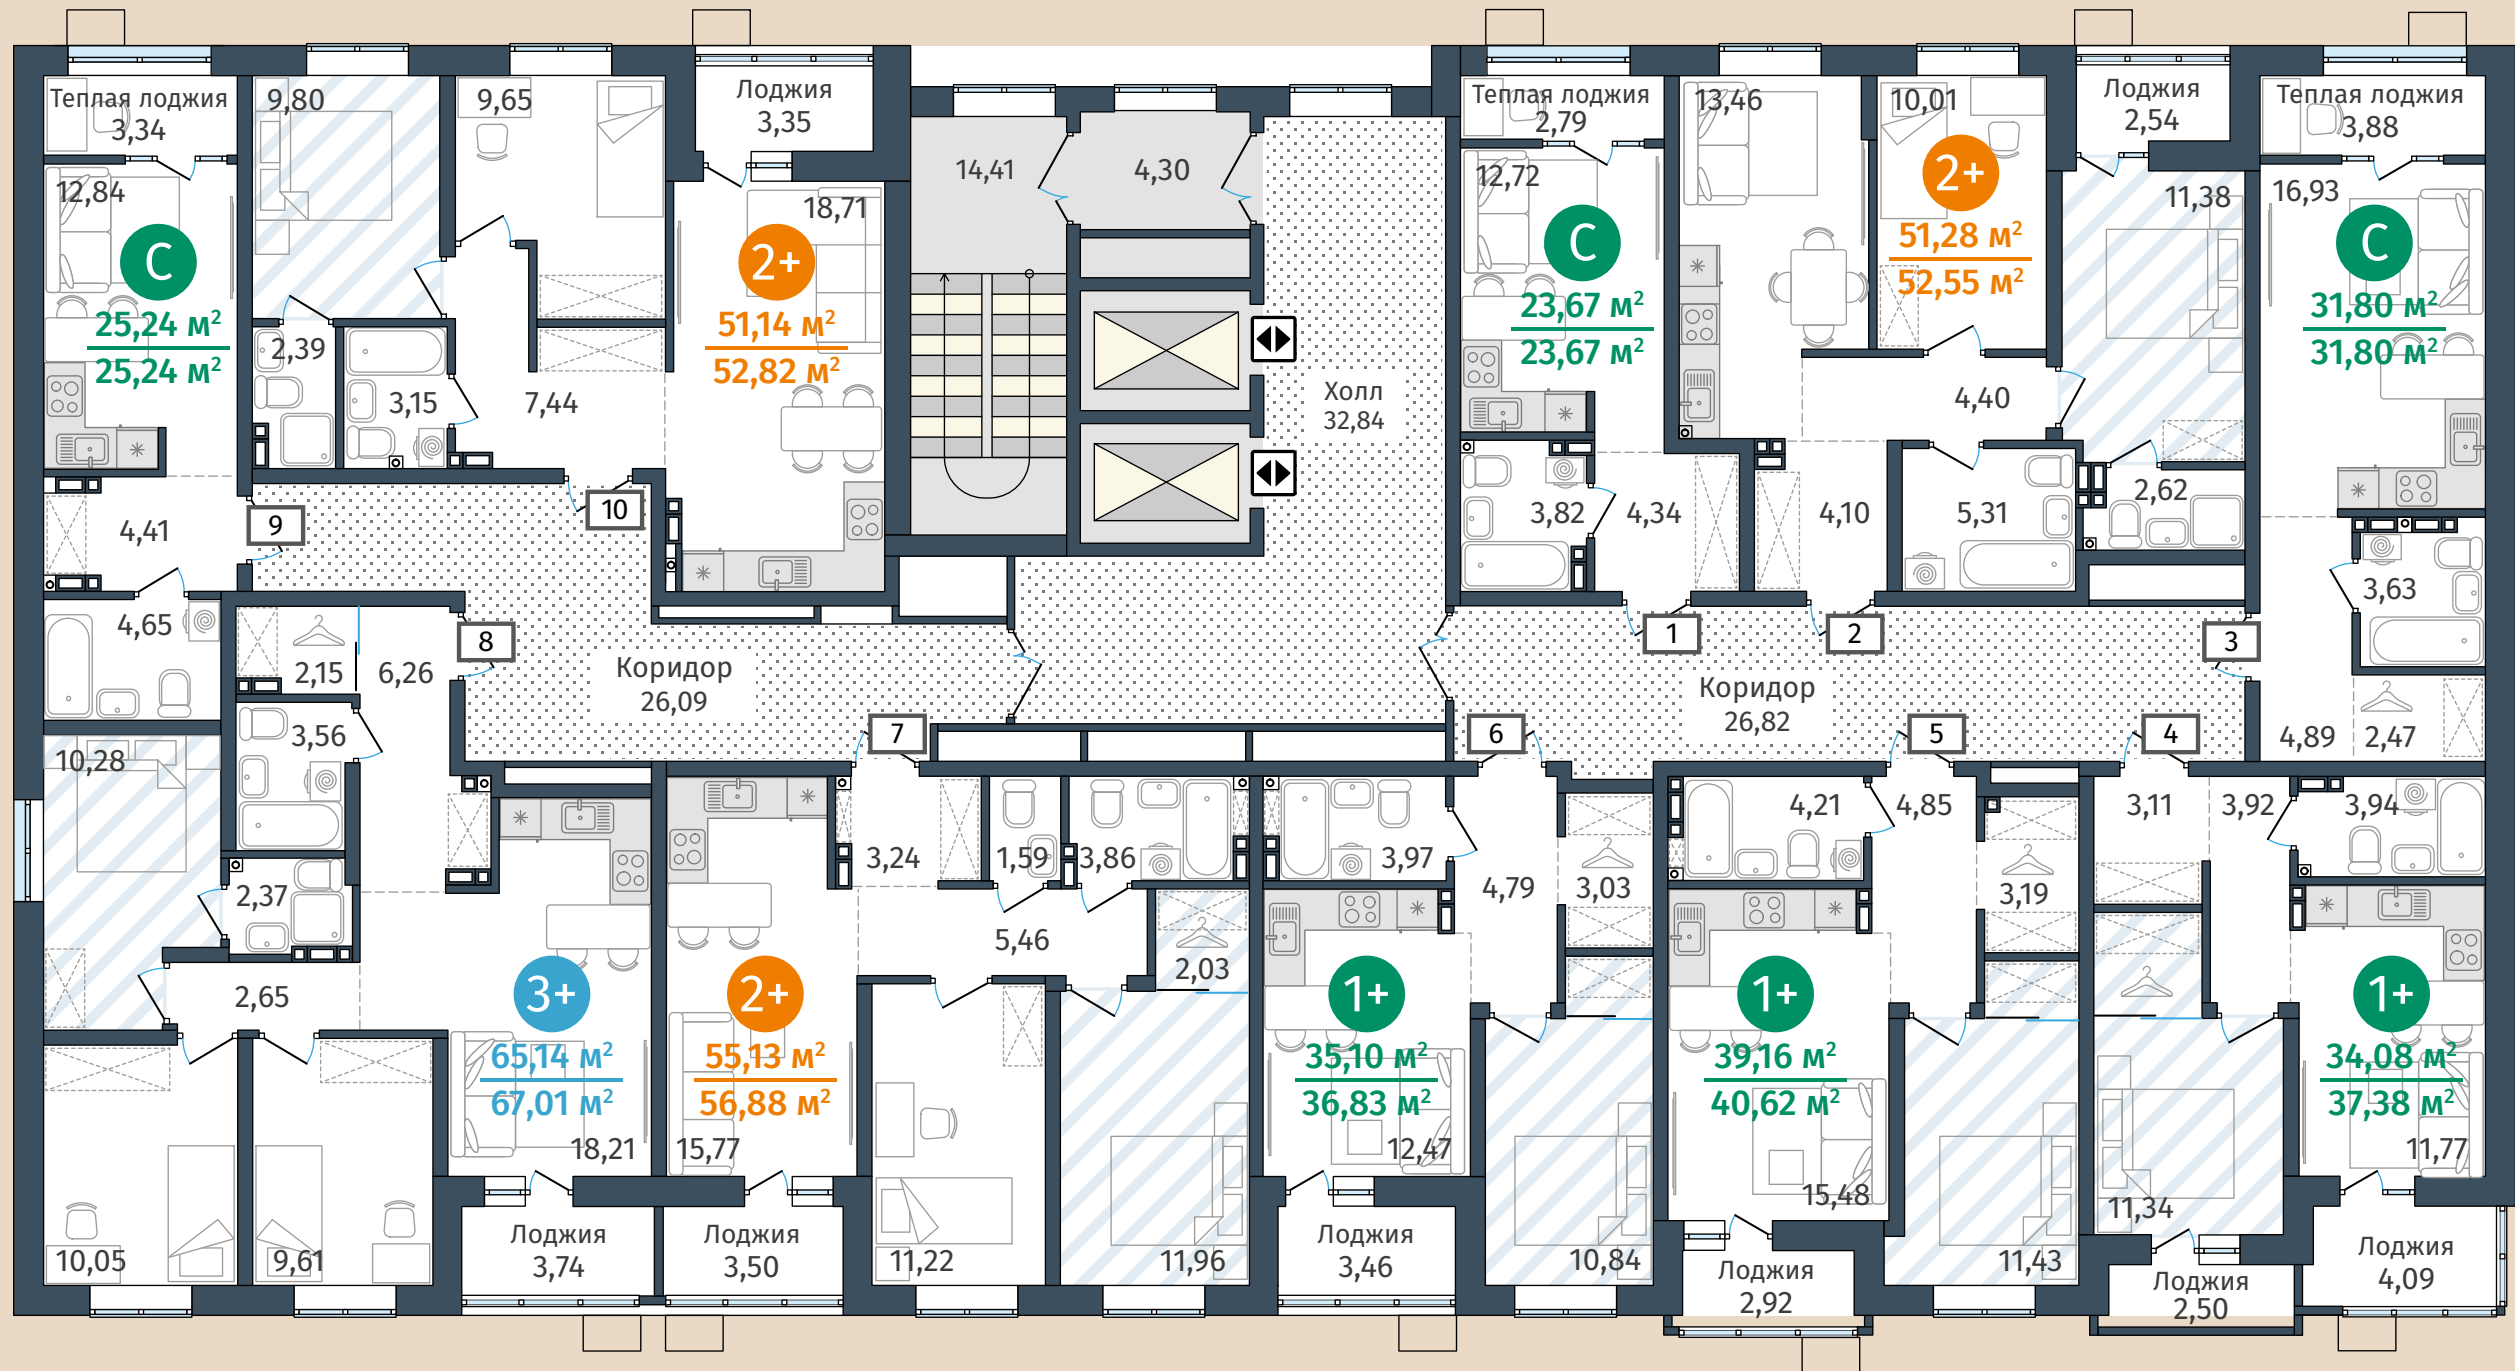 Теплая лоджия
3,34
9,80
9,65
Лоджия
3,35
12,84
С
25,24 м²
25,24 м²
2,39
3,15
7,44
18,71
2+
51,14 м²
52,82 м²
14,41
4,30
Холл
32,84
Теплая лоджия
2,79
13,46
10,01
Лоджия
2,54
Теплая лоджия
3,88
12,72
С
23,67 м²
23,67 м²
2+
51,28 м²
52,55 м²
11,38
16,93
С
31,80 м²
31,80 м²
4,40
4,41
9
10
3,82
4,34
4,10
5,31
2,62
3,63
4,65
2,15
6,26
8
Коридор
26,09
7
1
2
3
Коридор
26,82
6
5
4
4,89
2,47
10,28
3,56
2,37
2,65
3,24
1,59
3,86
3,97
4,79
3,03
4,21
4,85
3,19
3,11
3,92
3,94
5,46
2,03
3+
65,14 м²
67,01 м²
18,21
2+
55,13 м²
56,88 м²
15,77
1+
35,10 м²
36,83 м²
12,47
1+
39,16 м²
40,62 м²
15,48
1+
34,08 м²
37,38 м²
11,77
10,05
9,61
Лоджия
3,74
Лоджия
3,50
11,22
11,96
Лоджия
3,46
10,84
Лоджия
2,92
11,43
11,34
Лоджия
2,50
Лоджия
4,09